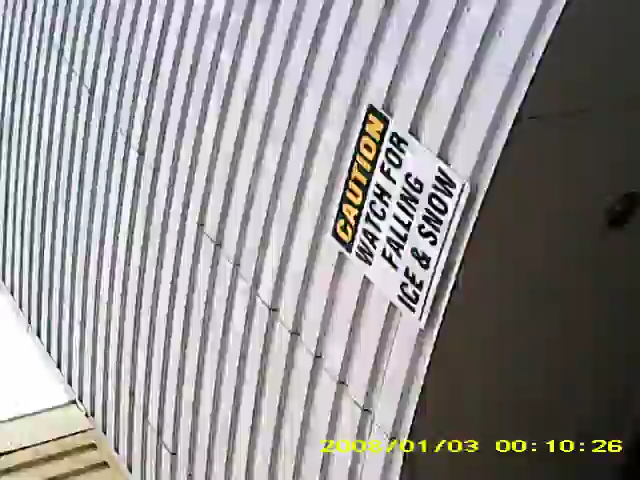 CAUTION
WATCH FOR
FALLING
ICE & SNOW
2008/01/03 00:10:26